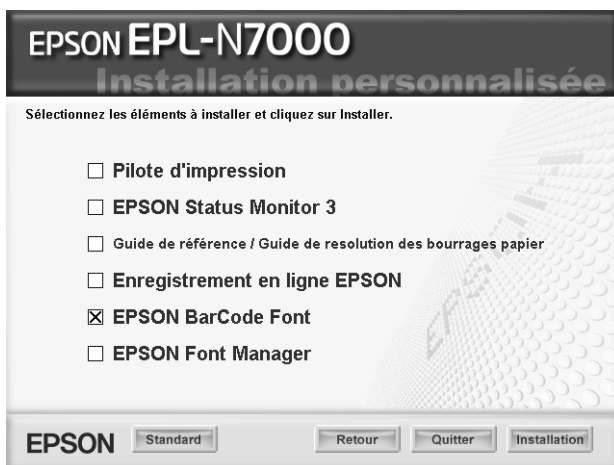 EPSON EPL-N7000
Installation personnalisée
Sélectionnez les éléments à installer et cliquez sur Installer.
Pilote d'impression
EPSON Status Monitor 3
Guide de référence / Guide de resolution des bourrages papier
Enregistrement en ligne EPSON
EPSON BarCode Font
EPSON Font Manager
EPSON
EPSON Standard Retour Quitter Installation